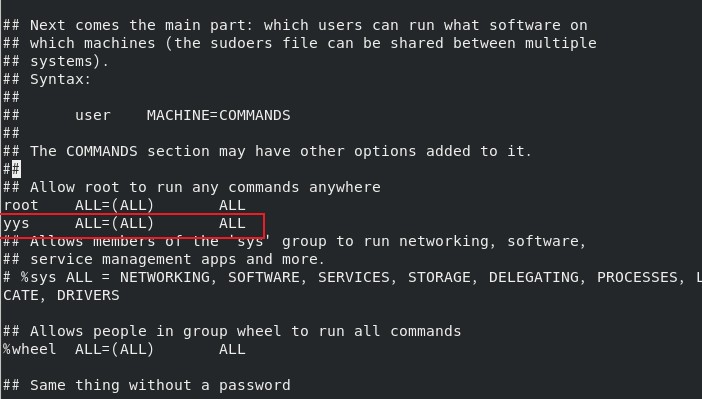 ## Next comes the main part: which users can run what software on
## which machines (the sudoers file can be shared between multiple
## systems).
## Syntax:
##
##      user    MACHINE=COMMANDS
##
## The COMMANDS section may have other options added to it.
##
## Allow root to run any commands anywhere
root    ALL=(ALL)       ALL
yys     ALL=(ALL)       ALL
## Allows members of the 'sys' group to run networking, software,
## service management apps and more.
# %sys ALL = NETWORKING, SOFTWARE, SERVICES, STORAGE, DELEGATING, PROCESSES, L
CATE, DRIVERS
## Allows people in group wheel to run all commands
%wheel  ALL=(ALL)       ALL
## Same thing without a password